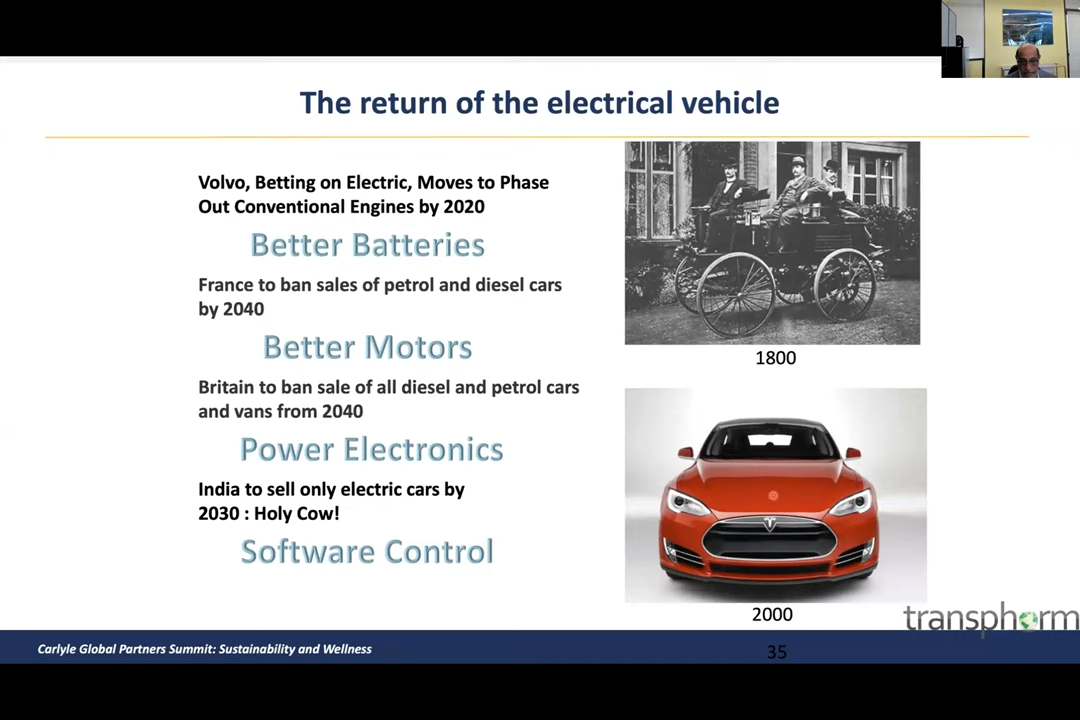 The return of the electrical vehicle
Volvo, Betting on Electric, Moves to Phase
Out Conventional Engines by 2020
Better Batteries
France to ban sales of petrol and diesel cars
by 2040
Better Motors
Britain to ban sale of all diesel and petrol cars
and vans from 2040
Power Electronics
India to sell only electric cars by
2030 : Holy Cow!
Software Control
1800
2000
transphorm
Carlyle Global Partners Summit: Sustainability and Wellness
35